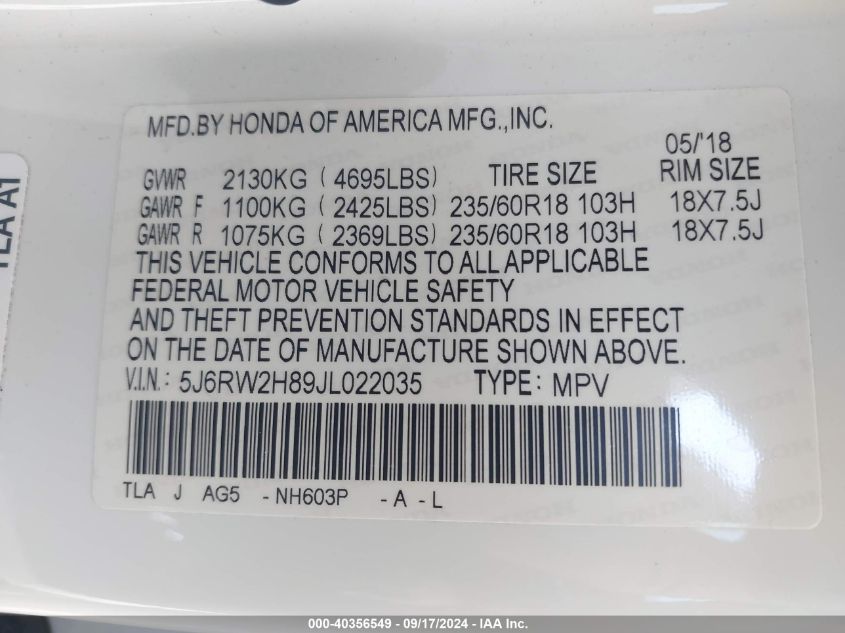 MFD.BY HONDA OF AMERICA MFG.,INC.
05/'18
GVWR 2130KG ( 4695LBS) TIRE SIZE RIM SIZE
GAWR F 1100KG ( 2425LBS) 235/60R18 103H 18X7.5J
GAWR R 1075KG ( 2369LBS) 235/60R18 103H 18X7.5J
THIS VEHICLE CONFORMS TO ALL APPLICABLE
FEDERAL MOTOR VEHICLE SAFETY
AND THEFT PREVENTION STANDARDS IN EFFECT
ON THE DATE OF MANUFACTURE SHOWN ABOVE.
V.I.N.: 5J6RW2H89JL022035 TYPE: MPV
TLA J AG5 -NH603P -A -L
TLA A1
000-40356549 - 09/17/2024 - IAA Inc.